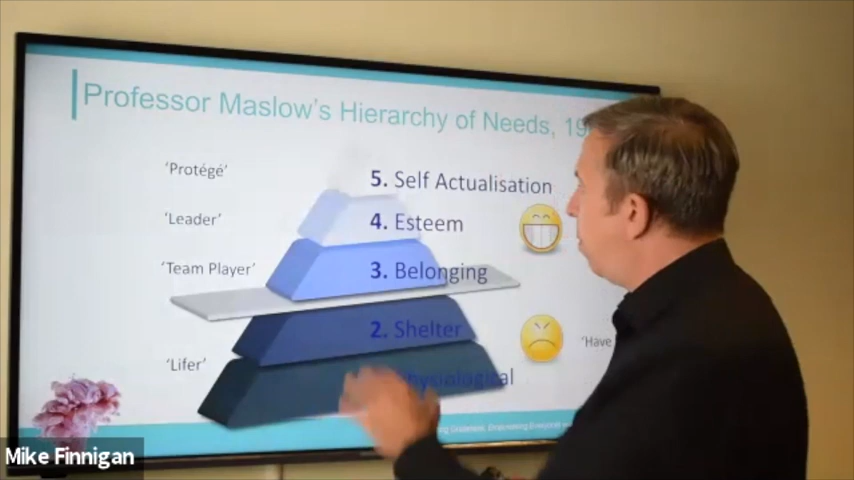 Professor Maslow's Hierarchy of Needs, 19
'Protégé'
5. Self Actualisation
'Leader'
4. Esteem
'Team Player'
3. Belonging
2. Shelter
'Have
'Lifer'
Physiological
Mike Finnigan